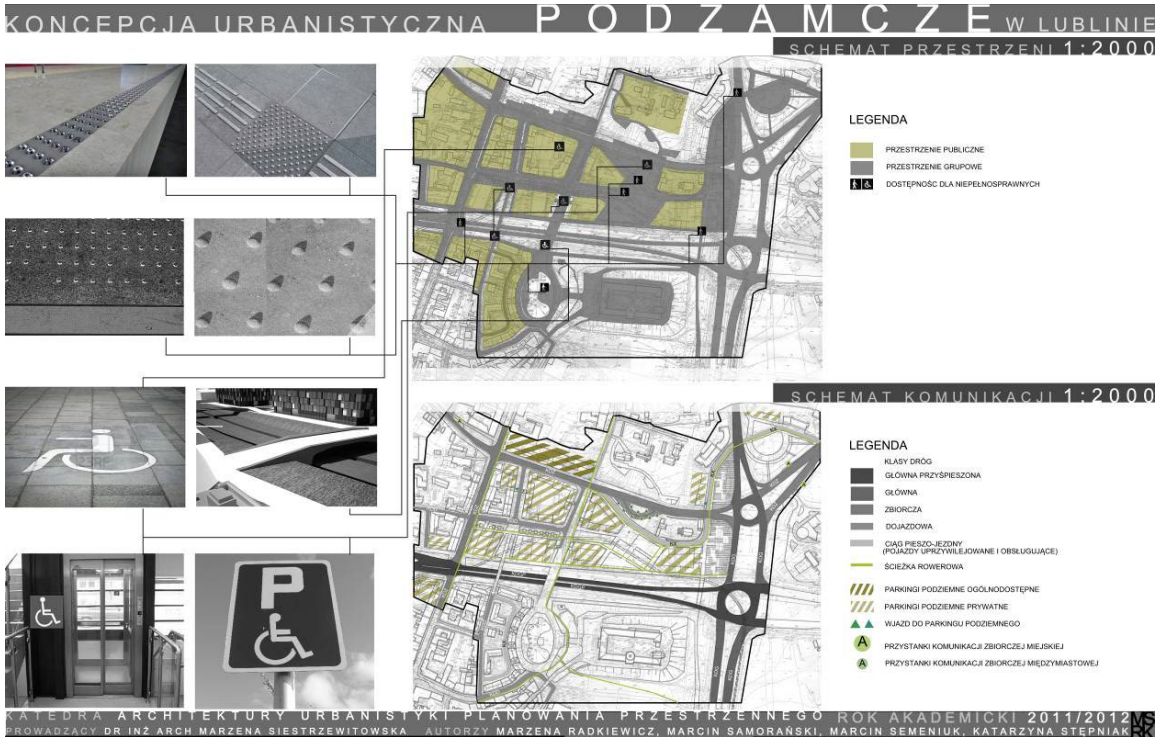 KONCEPCJA URBANISTYCZNA PODZAMCZE W LUBLINIE
SCHEMAT PRZESTRZENI 1:2000
LEGENDA
PRZESTRZENIE PUBLICZNE
PRZESTRZENIE GRUPOWE
DOSTĘPNOŚC DLA NIEPEŁNOSPRAWNYCH
SCHEMAT KOMUNIKACJI 1:2000
LEGENDA
KLASY DRÓG
GŁÓWNA PRZYŚPIESZONA
GŁÓWNA
ZBIORCZA
DOJAZDOWA
CIĄG PIESZO-JEZDNY
(POJAZDY UPRZYWILEJOWANE I OBSŁUGUJĄCE)
ŚCIEŻKA ROWEROWA
PARKINGI PODZIEMNE OGÓLNODOSTĘPNE
PARKINGI PODZIEMNE PRYWATNE
WJAZD DO PARKINGU PODZIEMNEGO
A PRZYSTANKI KOMUNIKACJI ZBIORCZEJ MIEJSKIEJ
A PRZYSTANKI KOMUNIKACJI ZBIORCZEJ MIĘDZYMIASTOWEJ
P
KATEDRA ARCHITEKTURY URBANISTYKI PLANOWANIA PRZESTRZENNEGO ROK AKADEMICKI 2011/2012
PROWADZĄCY DR INŻ ARCH MARZENA SIESTRZEWITOWSKA AUTORZY MARZENA RADKIEWICZ, MARCIN SAMORAŃSKI, MARCIN SEMENIUK, KATARZYNA STĘPNIAK